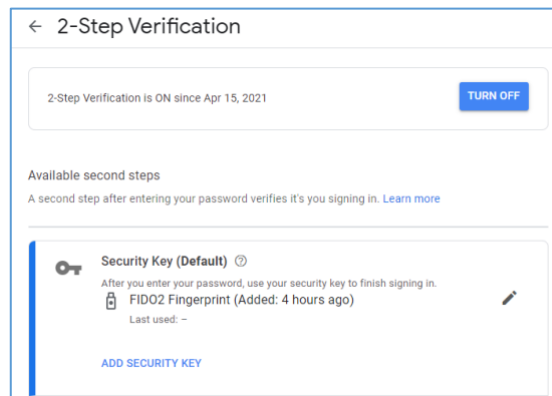 2-Step Verification
2-Step Verification is ON since Apr 15, 2021
TURN OFF
Available second steps
A second step after entering your password verifies it's you signing in. Learn more
Security Key (Default)
After you enter your password, use your security key to finish signing in.
FIDO2 Fingerprint (Added: 4 hours ago)
Last used: –
ADD SECURITY KEY